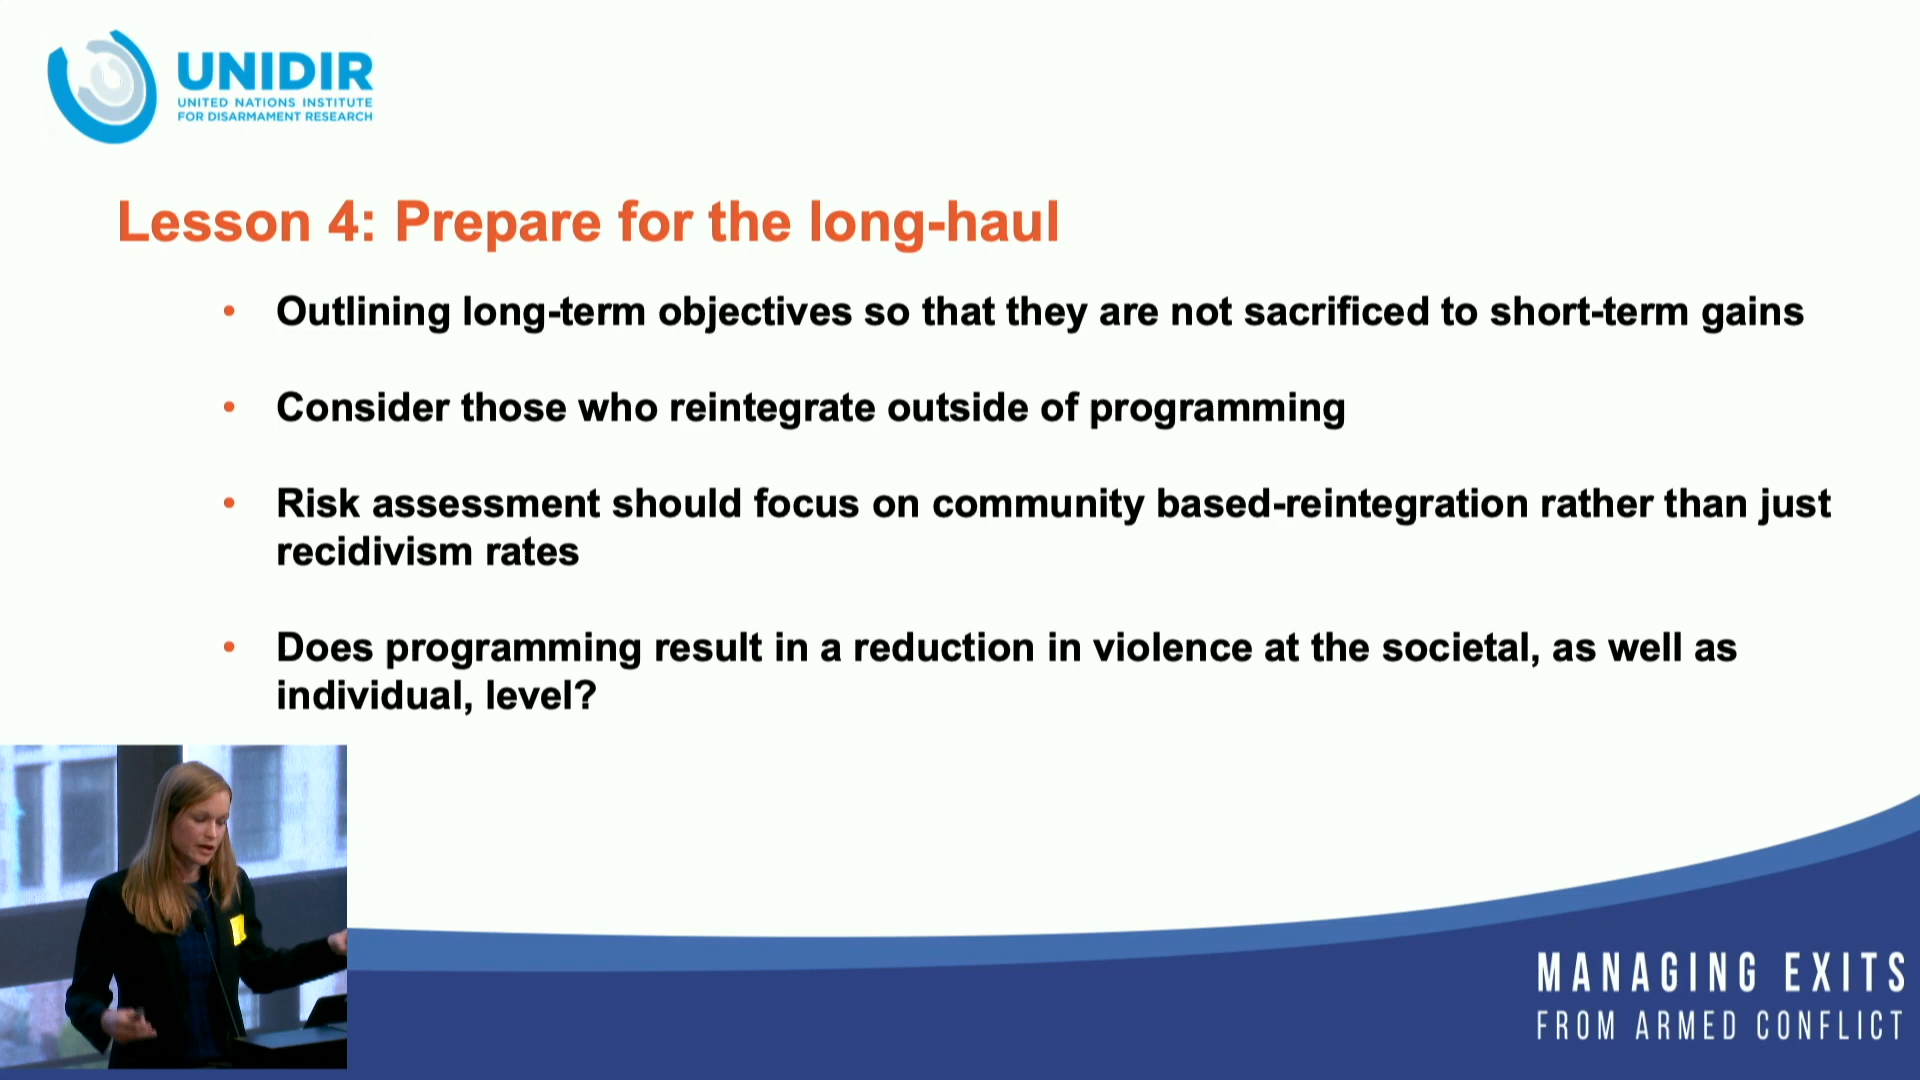 UNIDIR
UNITED NATIONS INSTITUTE
FOR DISARMAMENT RESEARCH
Lesson 4: Prepare for the long-haul
• Outlining long-term objectives so that they are not sacrificed to short-term gains
• Consider those who reintegrate outside of programming
• Risk assessment should focus on community based-reintegration rather than just
recidivism rates
• Does programming result in a reduction in violence at the societal, as well as
individual, level?
MANAGING EXITS
FROM ARMED CONFLICT